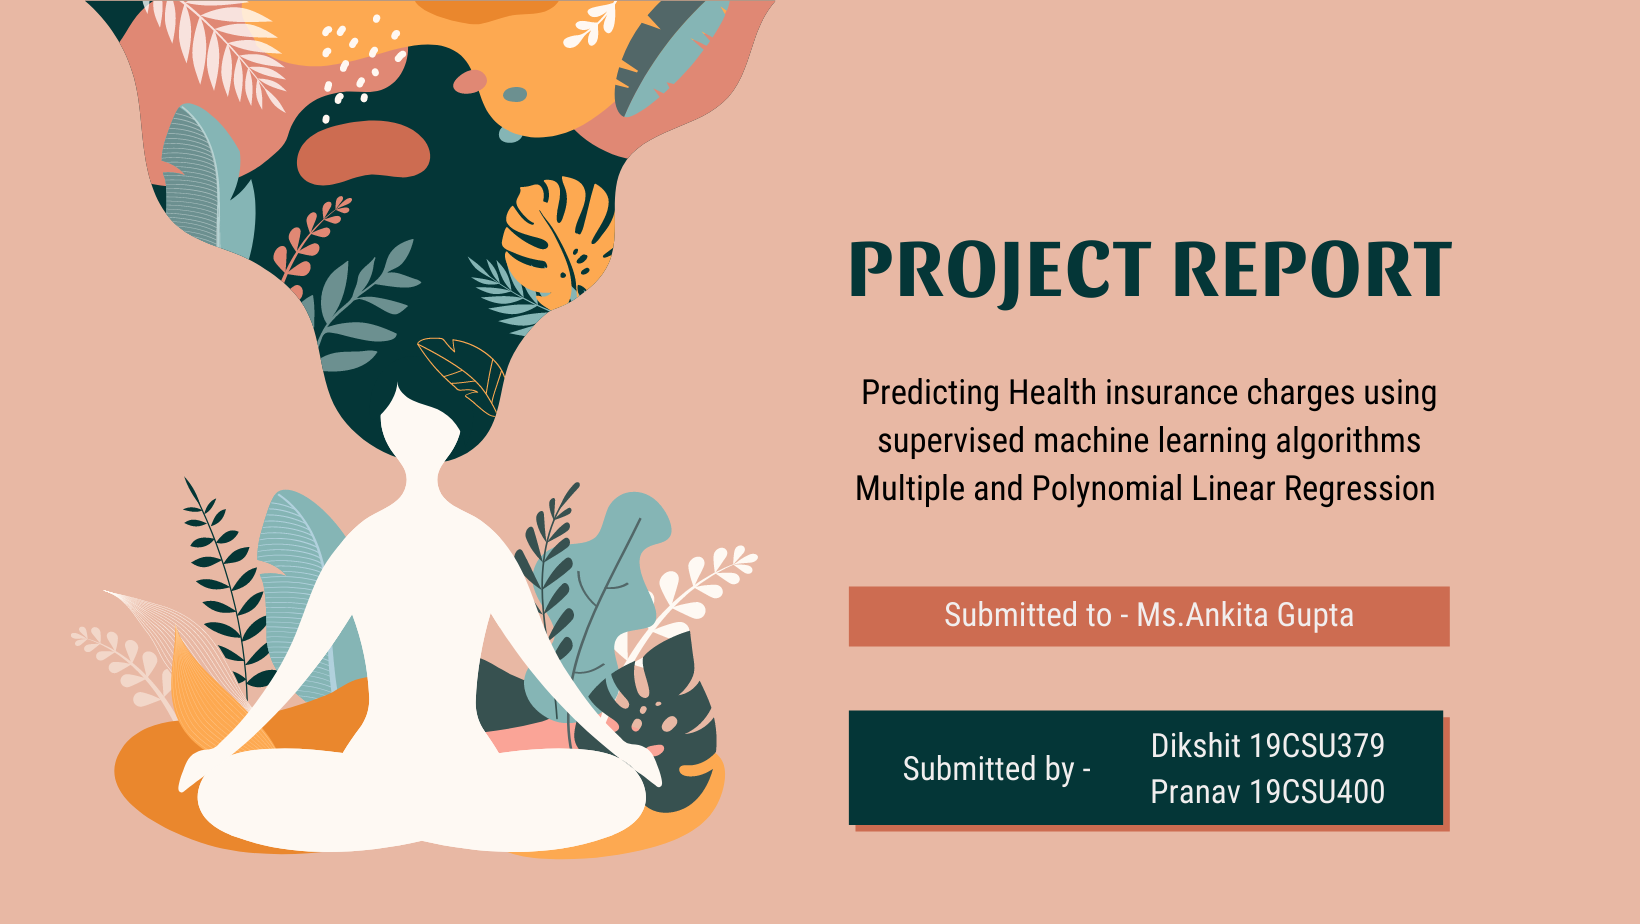 PROJECT REPORT
Predicting Health insurance charges using
supervised machine learning algorithms
Multiple and Polynomial Linear Regression
Submitted to - Ms.Ankita Gupta
Submitted by -
Dikshit 19CSU379
Pranav 19CSU400